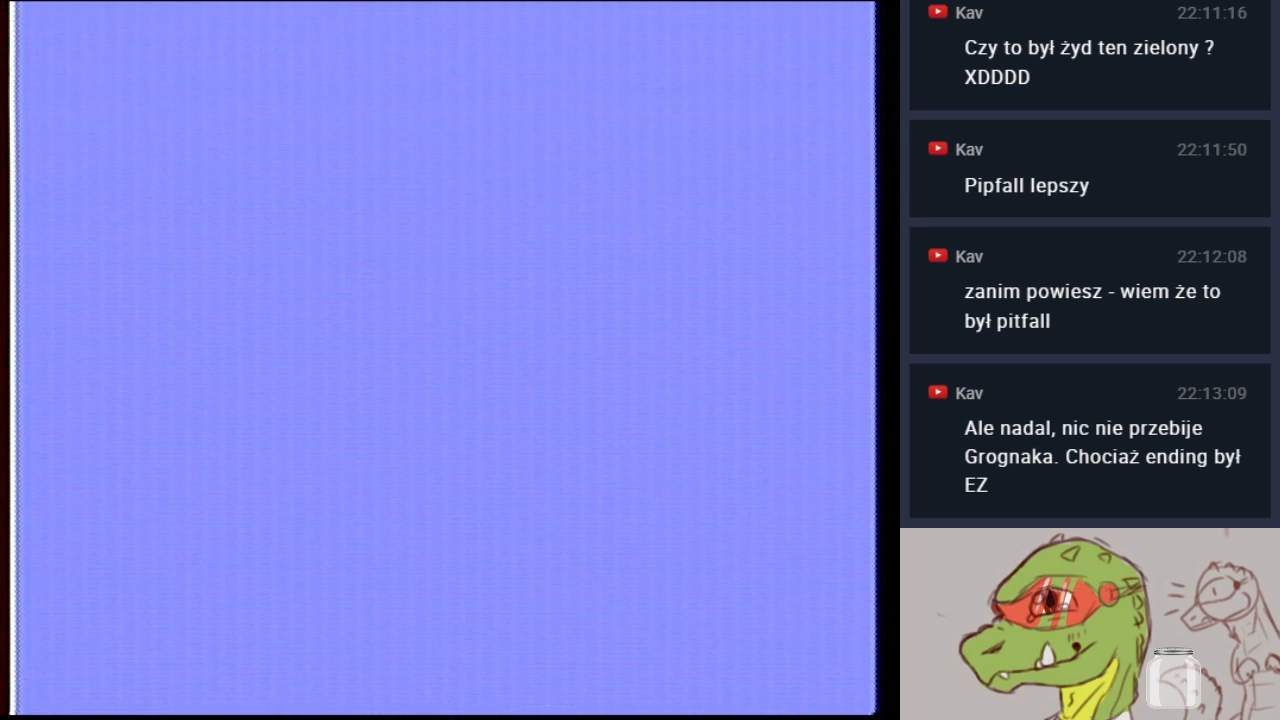 Kav 22:11:16
Czy to był żyd ten zielony ?
XDDDD
Kav 22:11:50
Pipfall lepszy
Kav 22:12:08
zanim powiesz - wiem że to
był pitfall
Kav 22:13:09
Ale nadal, nic nie przebije
Grognaka. Chociaż ending był
EZ